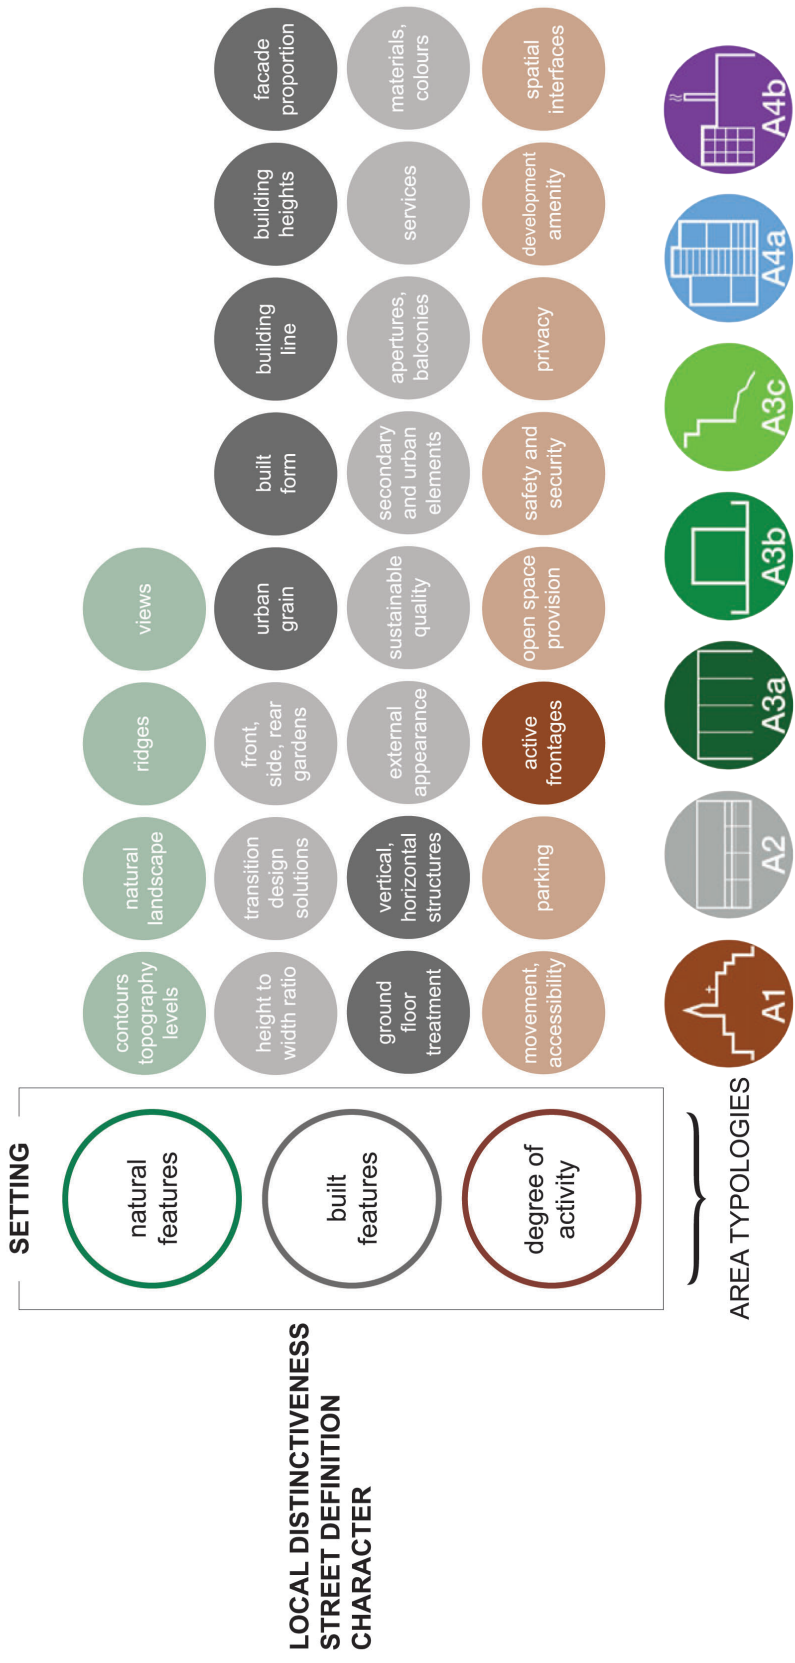 SETTING
LOCAL DISTINCTIVENESS
STREET DEFINITION
CHARACTER
natural
features
contours
topography
levels
natural
landscape
ridges
views
built
features
height to
width ratio
transition
design
solutions
front,
side, rear
gardens
urban
grain
built
form
building
line
building
heights
facade
proportion
ground
floor
treatment
vertical,
horizontal
structures
external
appearance
sustainable
quality
secondary
and urban
elements
apertures,
balconies
services
materials,
colours
degree of
activity
movement,
accessibility
parking
active
frontages
open space
provision
safety and
security
privacy
development
amenity
spatial
interfaces
AREA TYPOLOGIES
A1
A2
A3a
A3b
A3c
A4a
A4b